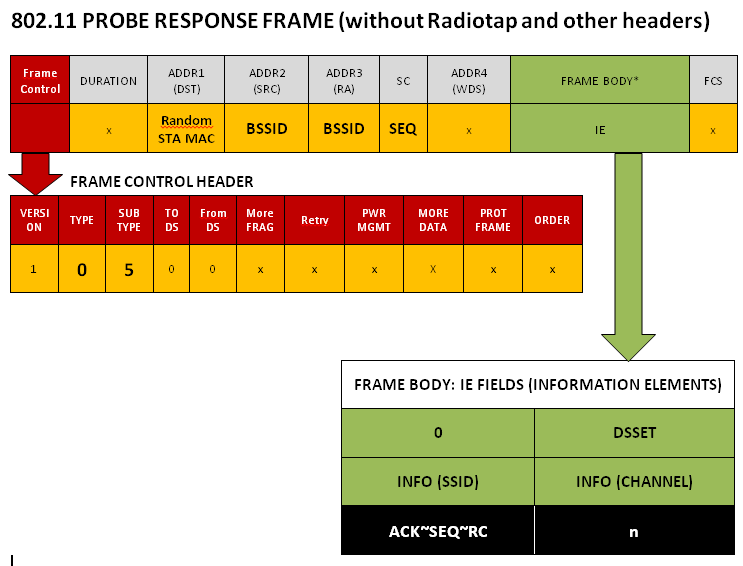 802.11 PROBE RESPONSE FRAME (without Radiotap and other headers)
Frame Control DURATION ADDR1 (DST) ADDR2 (SRC) ADDR3 (RA) SC ADDR4 (WDS) FRAME BODY* FCS
x Random STA MAC BSSID BSSID SEQ x IE x
FRAME CONTROL HEADER
VERSI ON TYPE SUB TYPE TO DS From DS More FRAG Retry PWR MGMT MORE DATA PROT FRAME ORDER
1 0 5 0 0 x x x X x x
FRAME BODY: IE FIELDS (INFORMATION ELEMENTS)
0 DSSET
INFO (SSID) INFO (CHANNEL)
ACK~SEQ~RC n